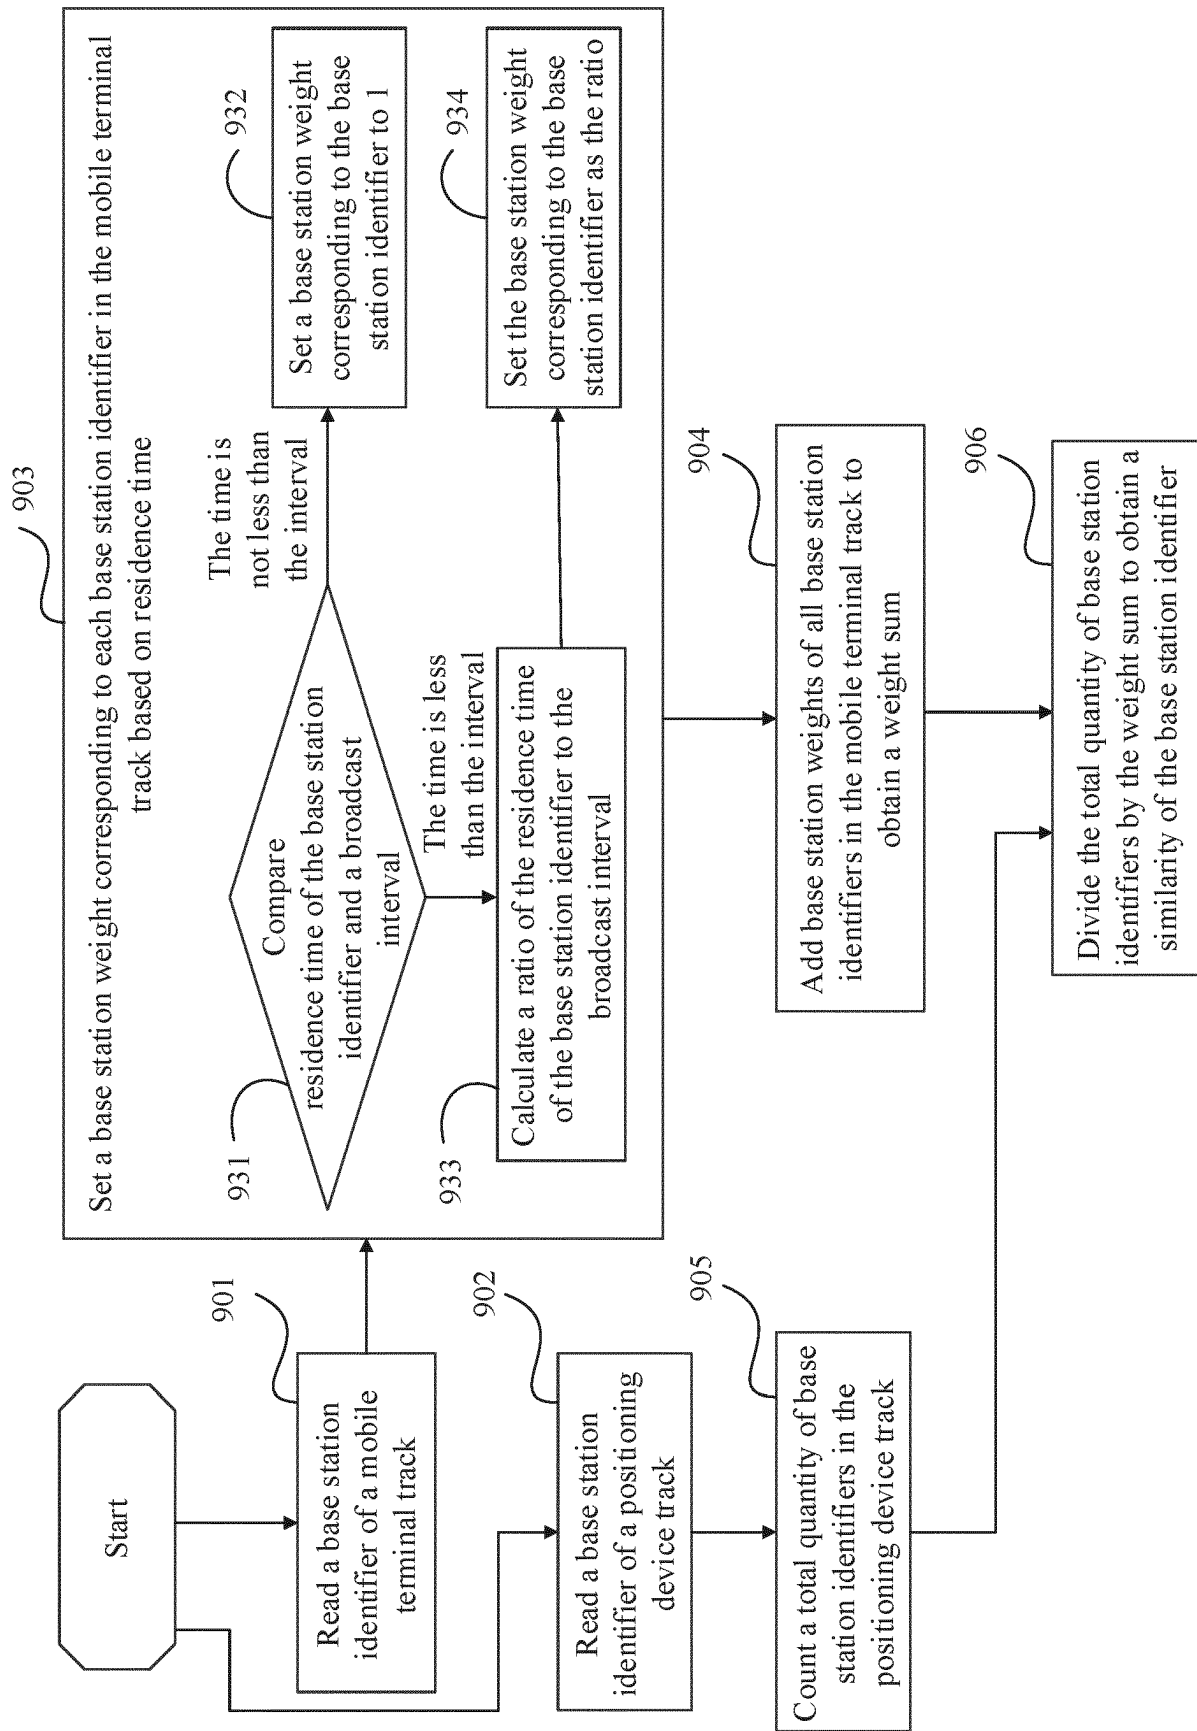 Start
901
Read a base station
identifier of a mobile
terminal track
902
Read a base station
identifier of a positioning
device track
905
Count a total quantity of base
station identifiers in the
positioning device track
903
Set a base station weight corresponding to each base station identifier in the mobile terminal
track based on residence time
931
Compare
residence time of the base station
identifier and a broadcast
interval
The time is
not less than
the interval
932
Set a base station weight
corresponding to the base
station identifier to 1
The time is less
than the interval
933
Calculate a ratio of the residence time
of the base station identifier to the
broadcast interval
934
Set the base station weight
corresponding to the base
station identifier as the ratio
904
Add base station weights of all base station
identifiers in the mobile terminal track to
obtain a weight sum
906
Divide the total quantity of base station
identifiers by the weight sum to obtain a
similarity of the base station identifier